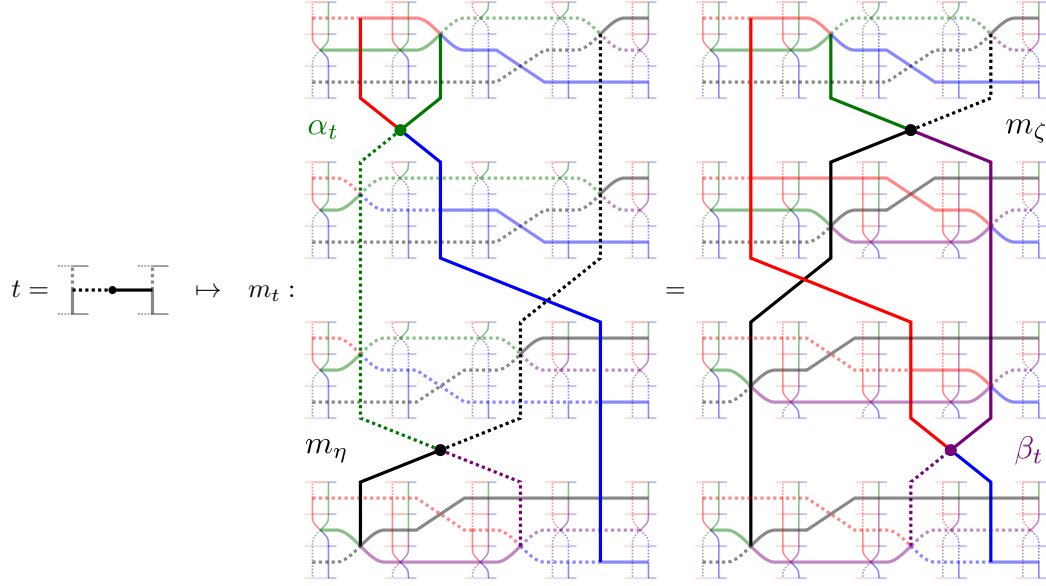 α_t
m_ζ
t = ↦ m_t : =
m_η
β_t